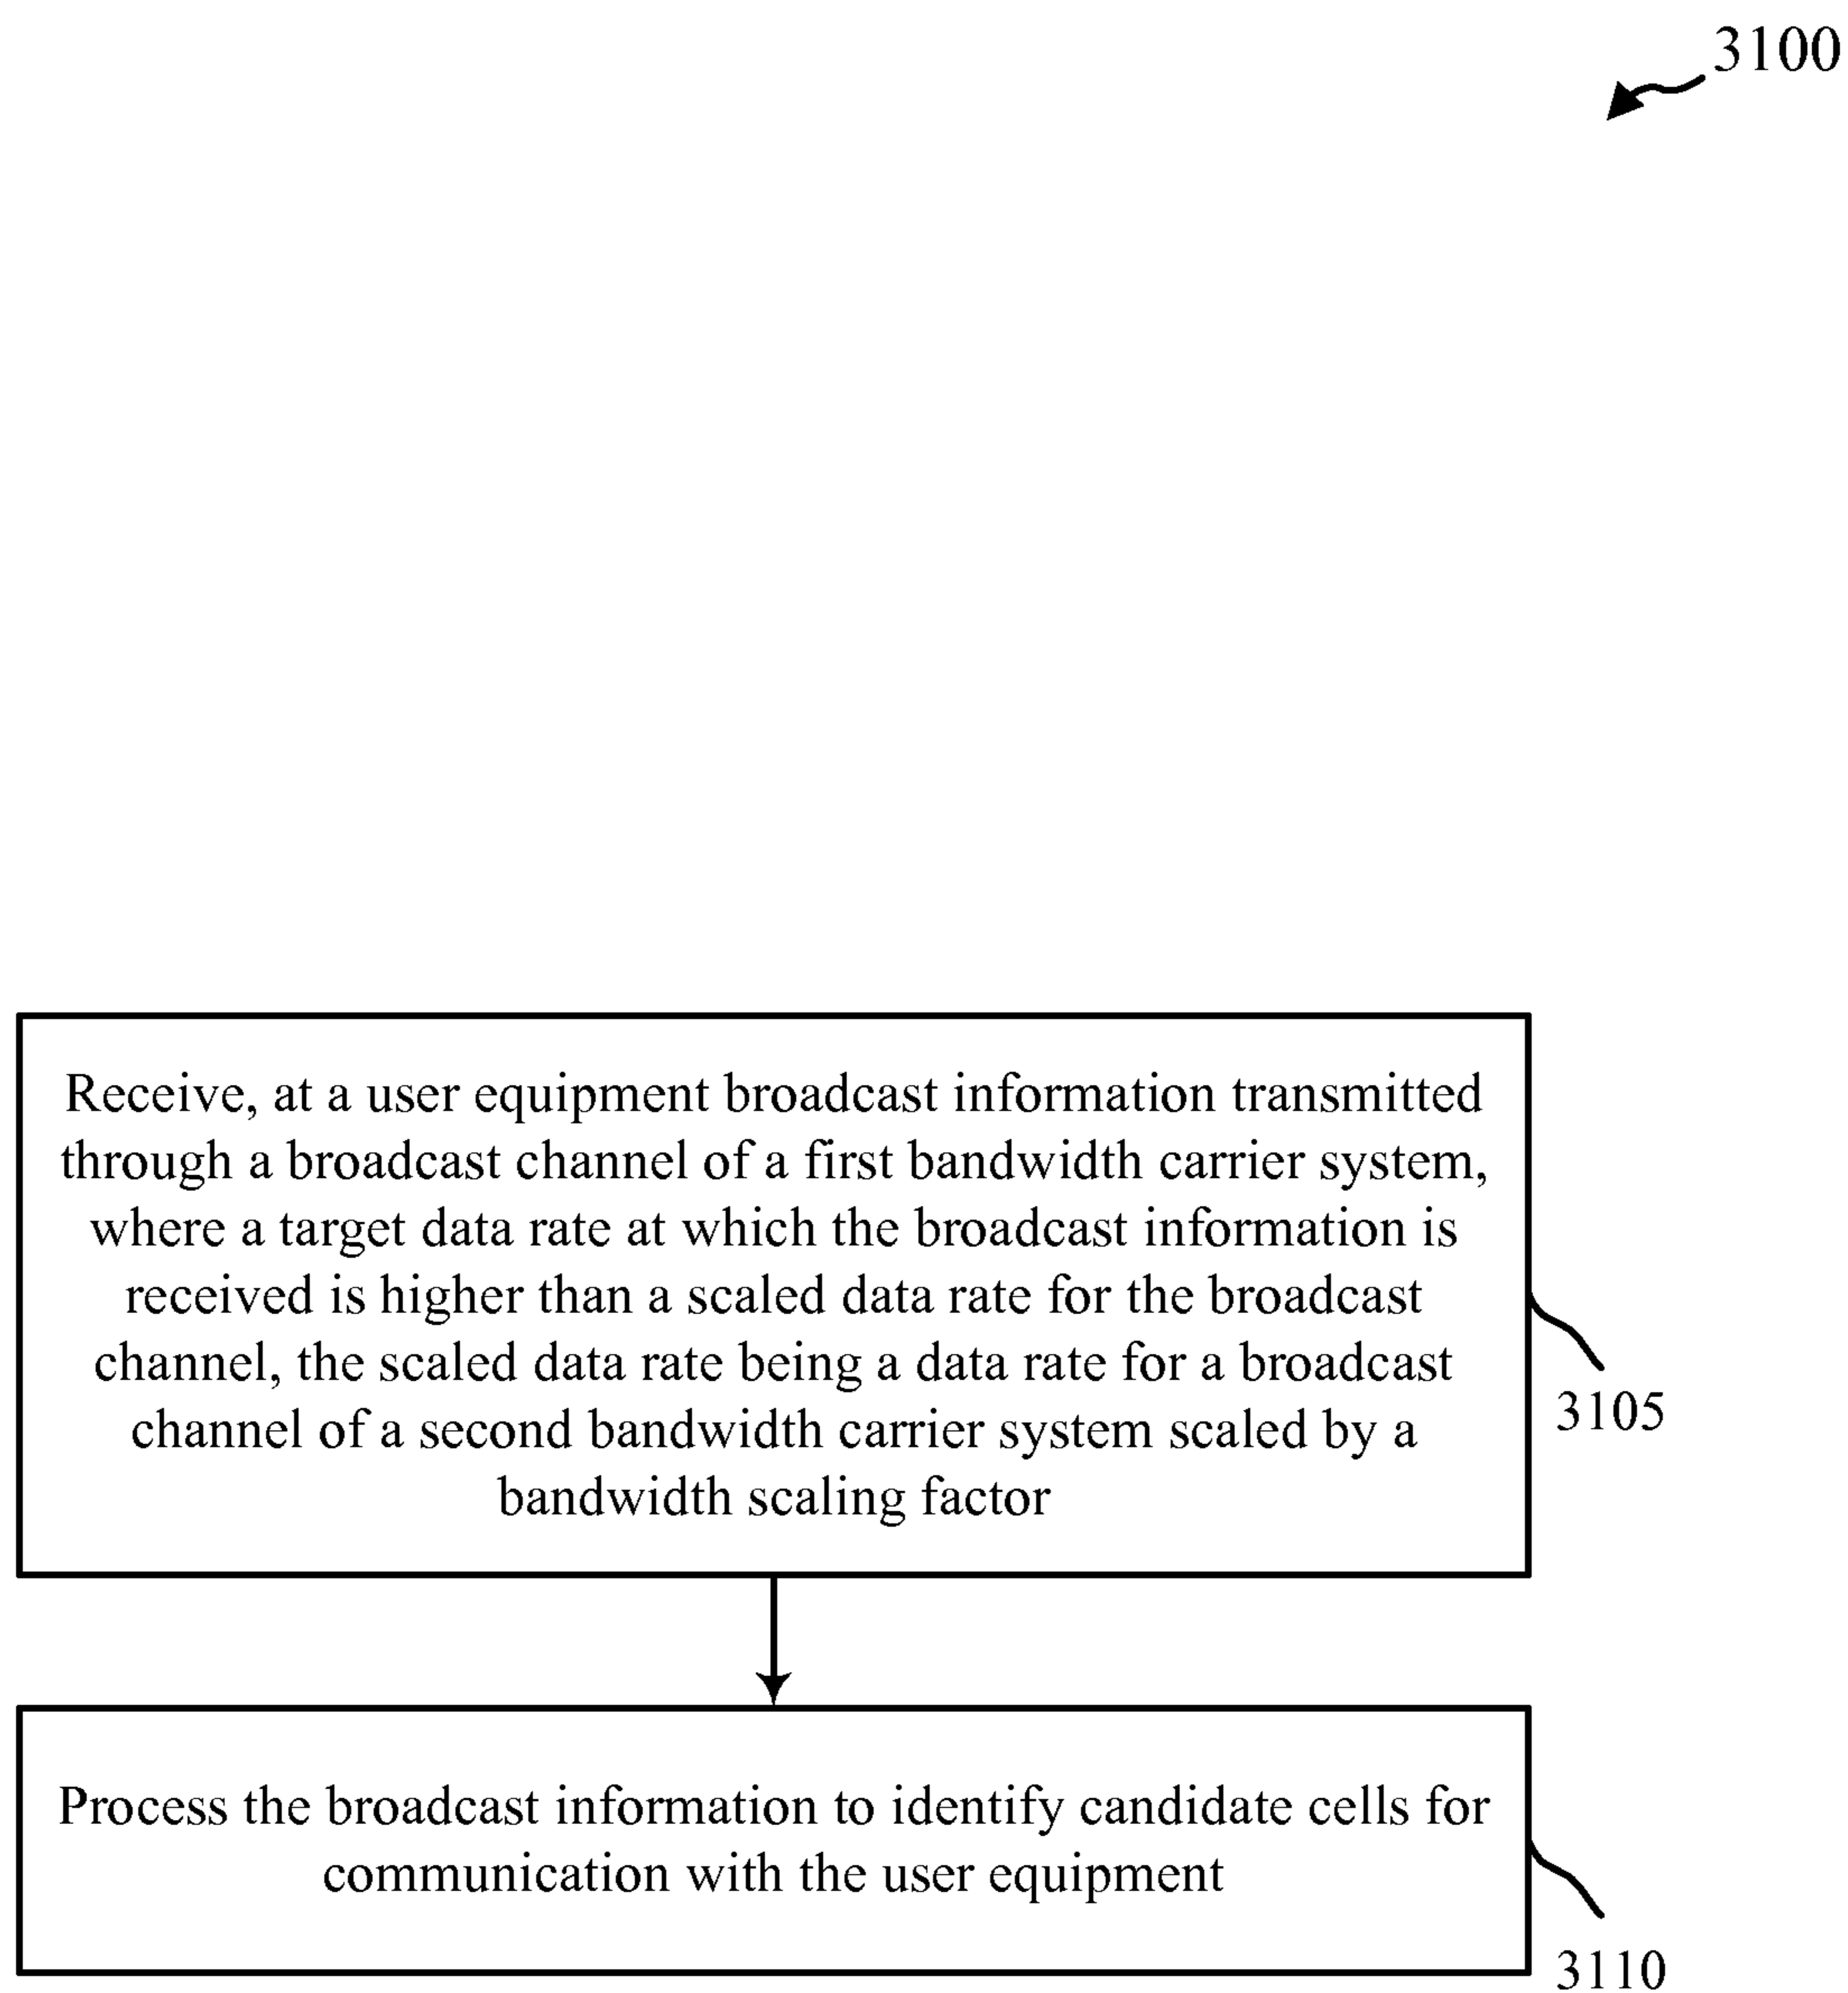 3100
Receive, at a user equipment broadcast information transmitted
through a broadcast channel of a first bandwidth carrier system,
where a target data rate at which the broadcast information is
received is higher than a scaled data rate for the broadcast
channel, the scaled data rate being a data rate for a broadcast
channel of a second bandwidth carrier system scaled by a
bandwidth scaling factor
3105
Process the broadcast information to identify candidate cells for
communication with the user equipment
3110